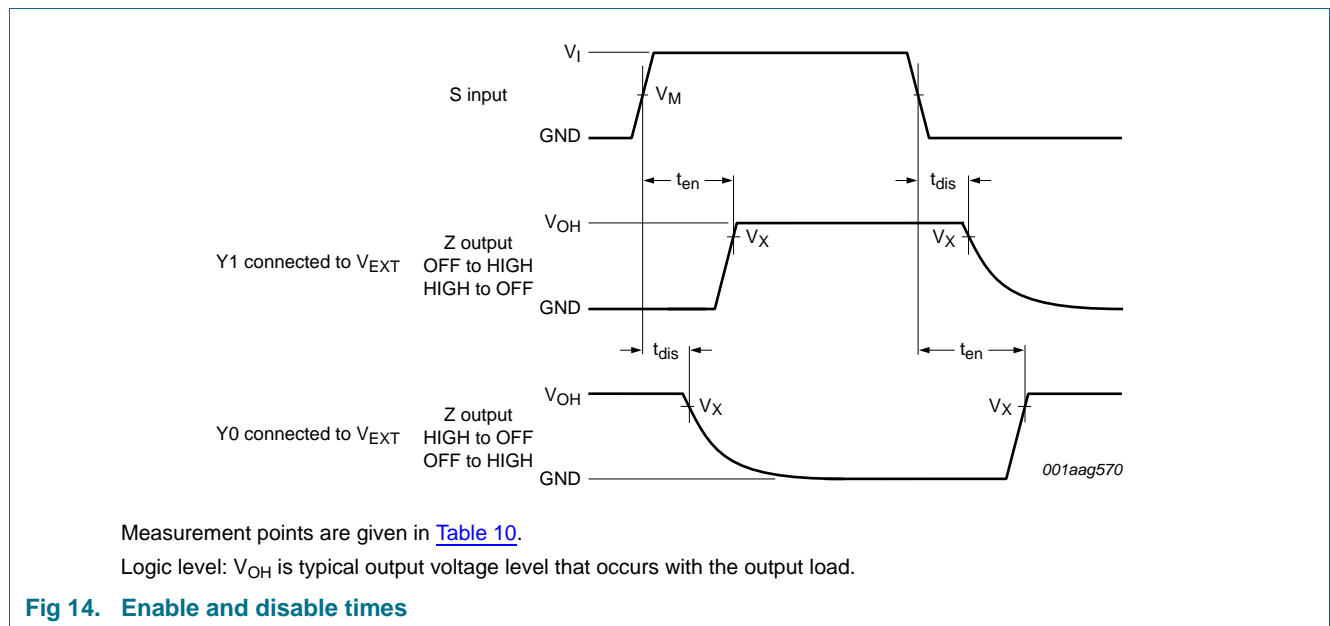 V_I
S input
V_M
GND
t_en
t_dis
V_OH
Z output
V_X
V_X
Y1 connected to V_EXT
OFF to HIGH
HIGH to OFF
GND
t_dis
t_en
V_OH
Z output
V_X
V_X
Y0 connected to V_EXT
HIGH to OFF
OFF to HIGH
GND
001aag570
Measurement points are given in Table 10.
Logic level: V_OH is typical output voltage level that occurs with the output load.
Fig 14. Enable and disable times